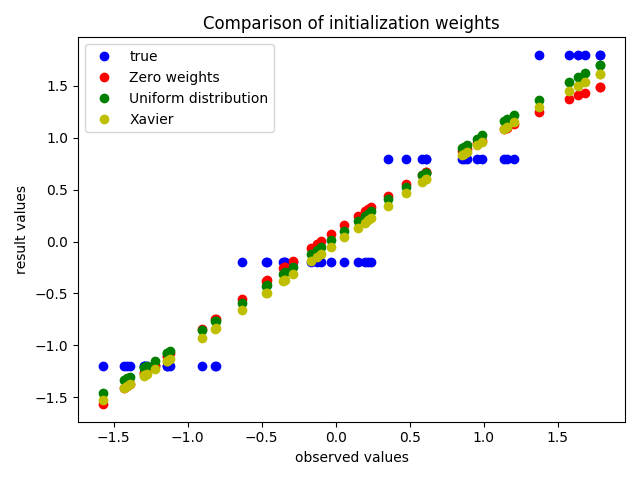 Comparison of initialization weights
true
Zero weights
Uniform distribution
Xavier
result values
1.5
1.0
0.5
0.0
−0.5
−1.0
−1.5
−1.5
−1.0
−0.5
0.0
0.5
1.0
1.5
observed values